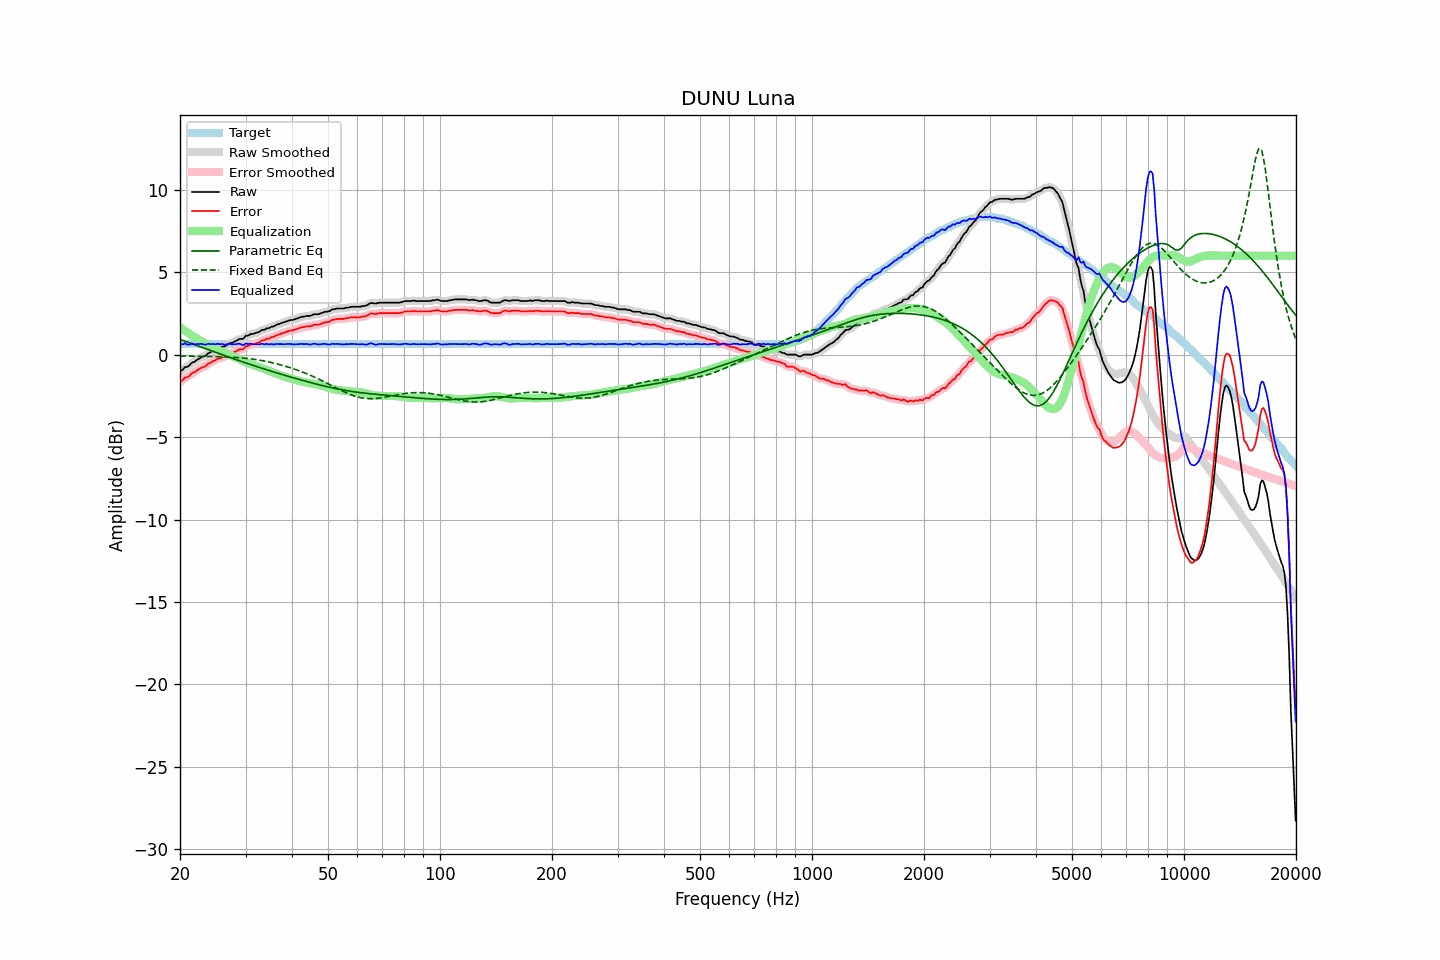 DUNU Luna
Target
Raw Smoothed
Error Smoothed
Raw
Error
Equalization
Parametric Eq
Fixed Band Eq
Equalized
Amplitude (dBr)
10
5
0
−5
−10
−15
−20
−25
−30
20 50 100 200 500 1000 2000 5000 10000 20000
Frequency (Hz)